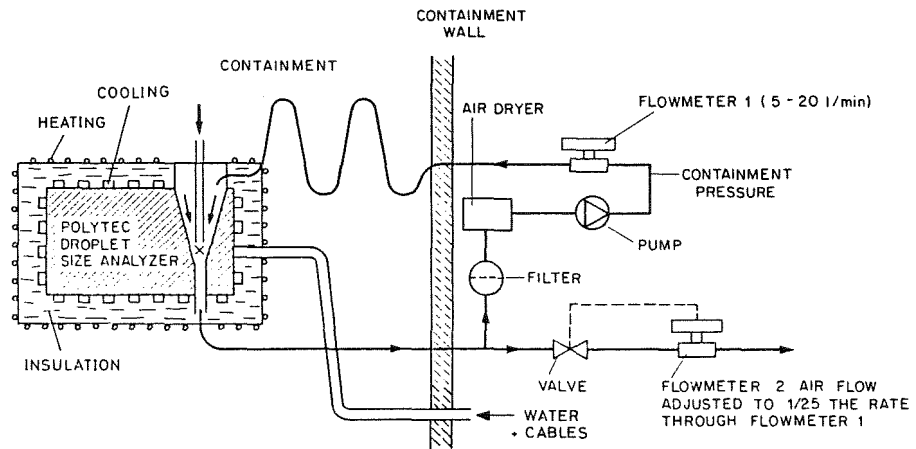 CONTAINMENT
WALL
CONTAINMENT
COOLING
HEATING
AIR DRYER
FLOWMETER 1 (5 - 20 l/min)
CONTAINMENT
PRESSURE
POLYTEC
DROPLET
SIZE ANALYZER
PUMP
FILTER
INSULATION
VALVE
FLOWMETER 2 AIR FLOW
ADJUSTED TO 1/25 THE RATE
THROUGH FLOWMETER 1
WATER
+ CABLES